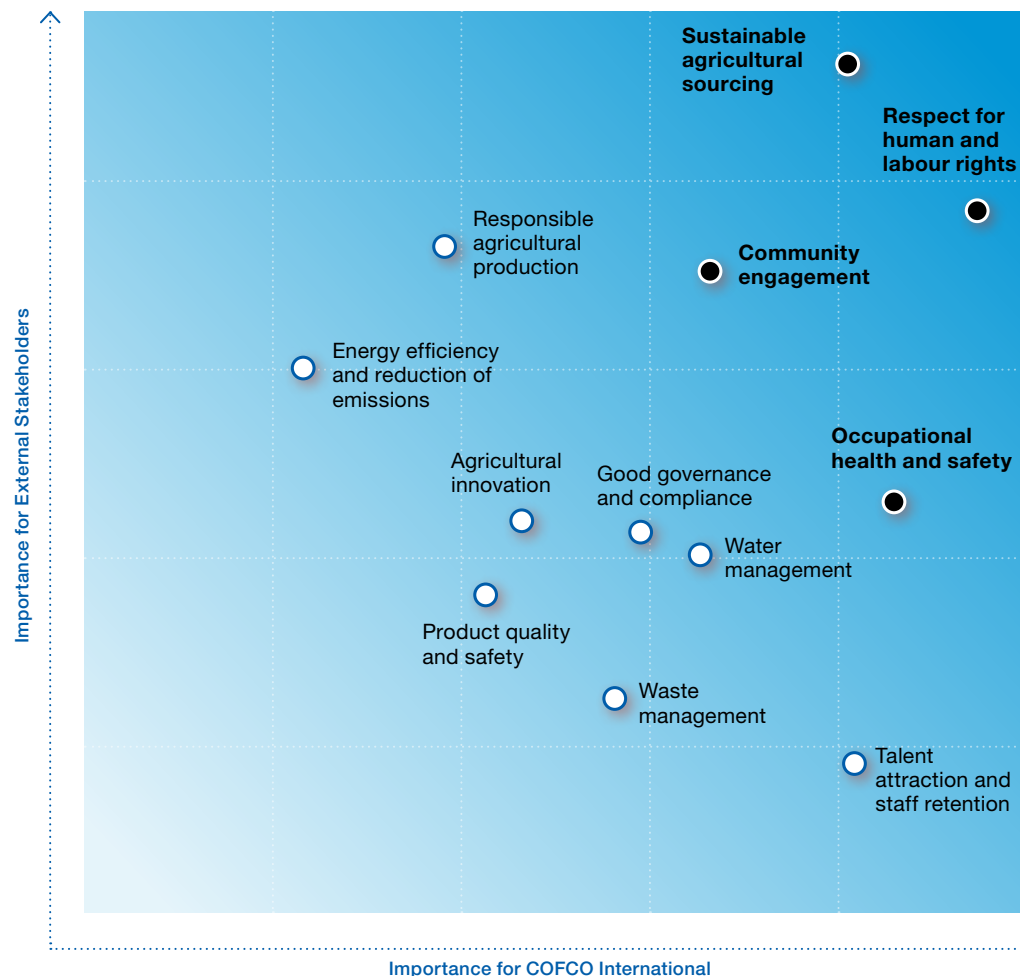 Sustainable
agricultural
sourcing
Respect for
human and
labour rights
Responsible
agricultural
production
Community
engagement
Energy efficiency
and reduction of
emissions
Occupational
health and safety
Agricultural
innovation
Good governance
and compliance
Water
management
Product quality
and safety
Waste
management
Talent
attraction and
staff retention
Importance for External Stakeholders
Importance for COFCO International